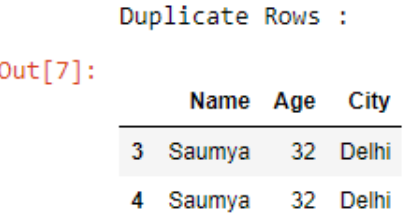 Duplicate Rows :
Out[7]:
Name Age City
3 Saumya 32 Delhi
4 Saumya 32 Delhi